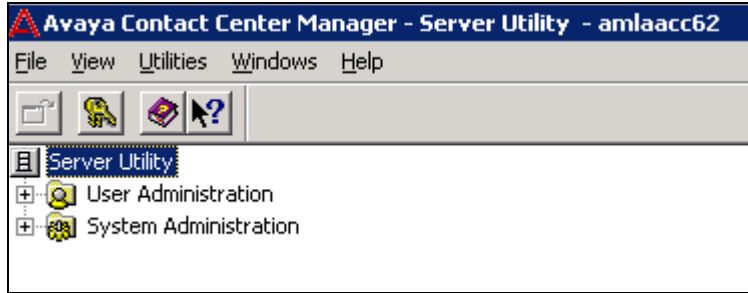 Avaya Contact Center Manager - Server Utility - amlaacc62
File View Utilities Windows Help
Server Utility
User Administration
System Administration